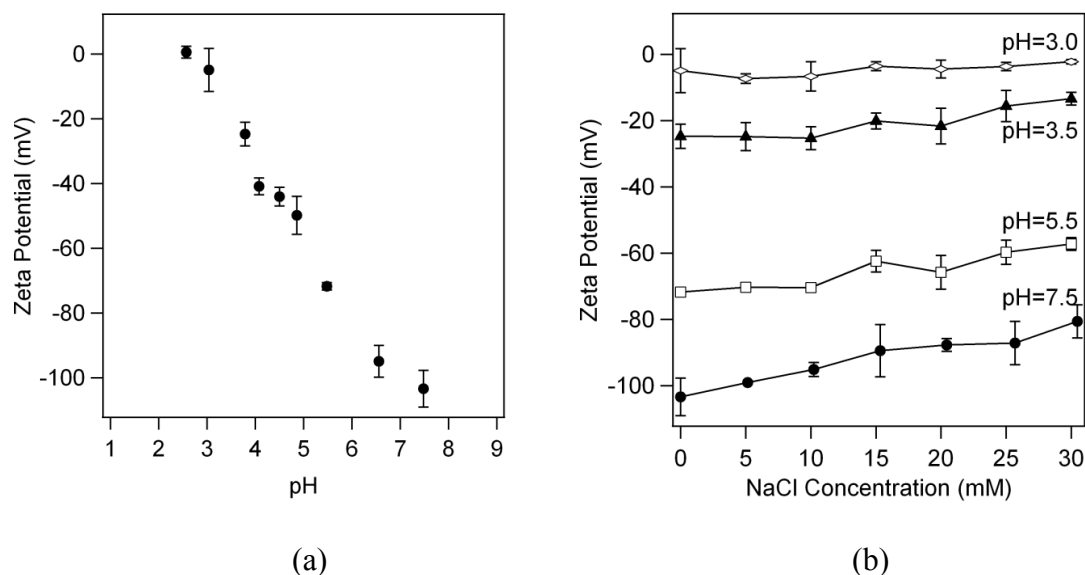 0
-20
-40
-60
-80
-100
Zeta Potential (mV)
1 2 3 4 5 6 7 8 9
pH
(a)
0
-20
-40
-60
-80
-100
Zeta Potential (mV)
pH=3.0
pH=3.5
pH=5.5
pH=7.5
0 5 10 15 20 25 30
NaCl Concentration (mM)
(b)